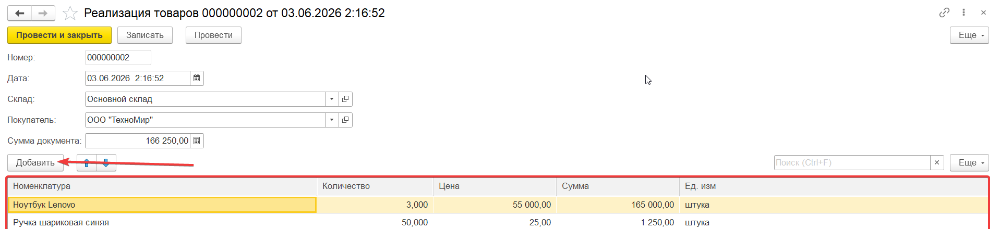 Реализация товаров 000000002 от 03.06.2026 2:16:52
Провести и закрыть Записать Провести Еще
Номер: 000000002
Дата: 03.06.2026 2:16:52
Склад: Основной склад
Покупатель: ООО "ТехноМир"
Сумма документа: 166 250,00
Добавить Поиск (Ctrl+F) Еще
Номенклатура Количество Цена Сумма Ед. изм
Ноутбук Lenovo 3,000 55 000,00 165 000,00 штука
Ручка шариковая синяя 50,000 25,00 1 250,00 штука